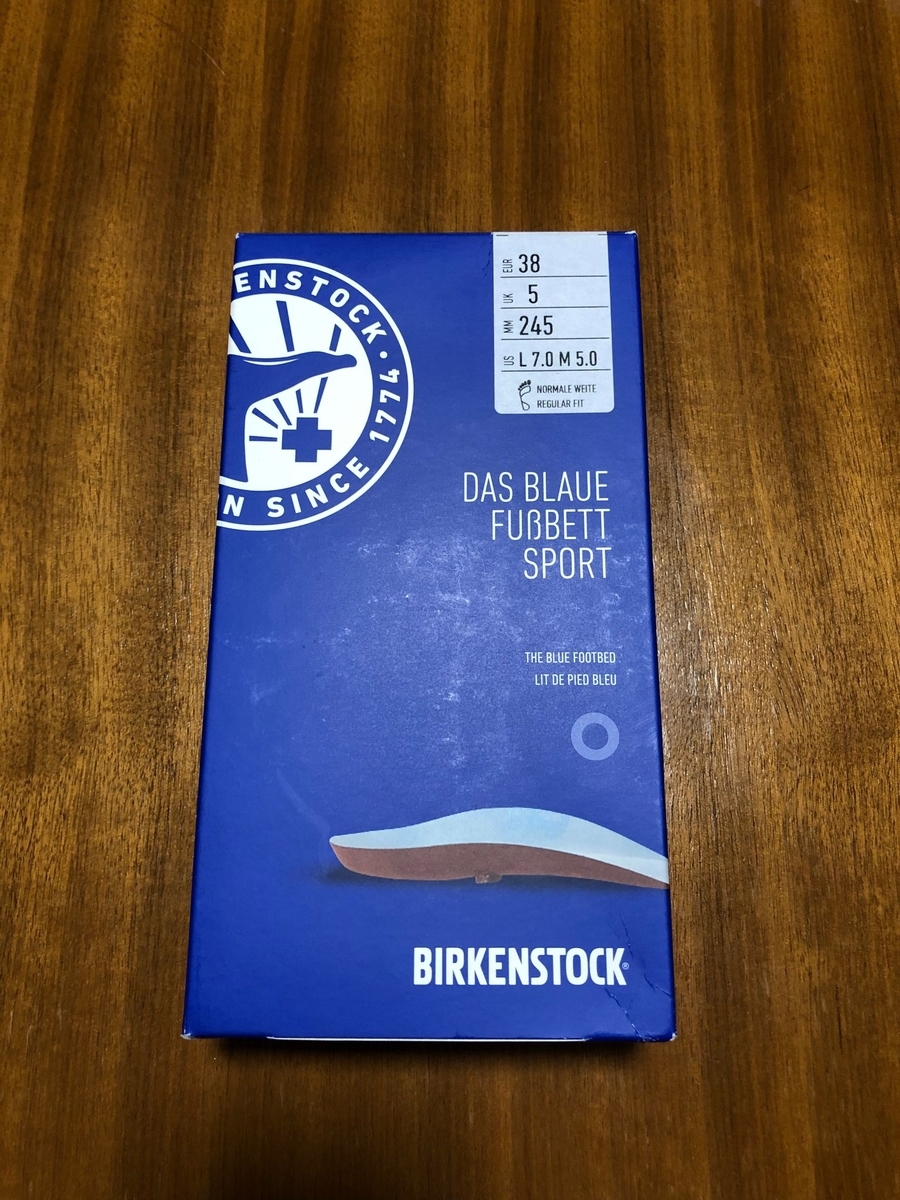 ENSTOCK · 1774
N SINCE
EUR 38
UK 5
MM 245
US L 7.0 M 5.0
NORMALE WEITE
REGULAR FIT
DAS BLAUE
FUßBETT
SPORT
THE BLUE FOOTBED
LIT DE PIED BLEU
BIRKENSTOCK®